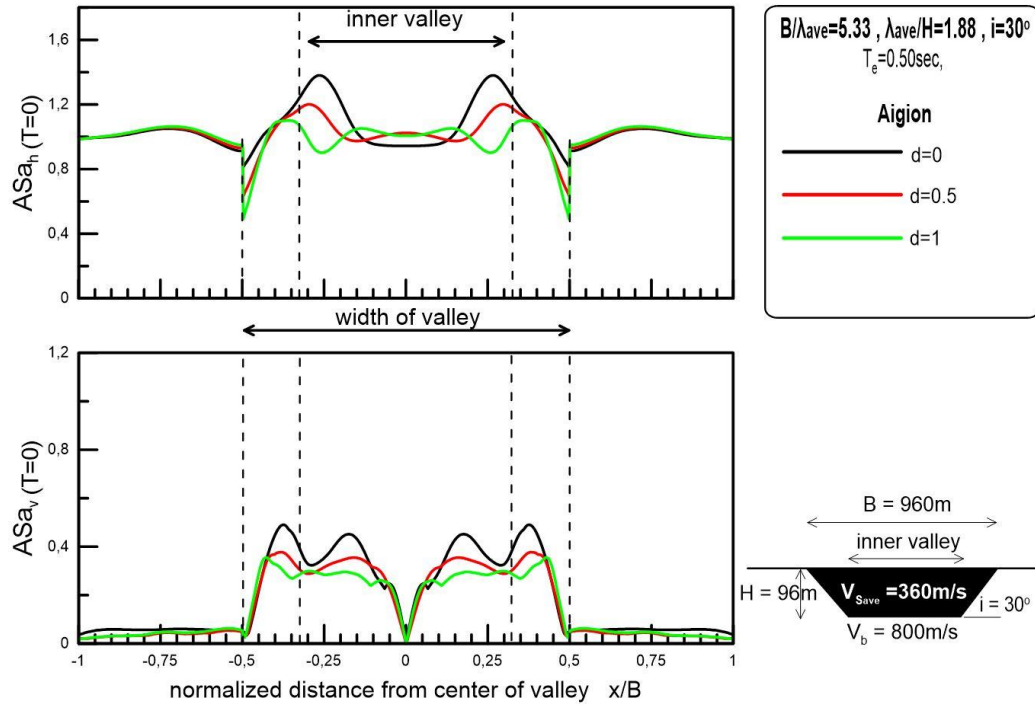 inner valley
1,6
1,2
0,8
0,4
0
ASa_h (T=0)
width of valley
1,2
0,8
0,4
0
ASa_v (T=0)
-1 -0,75 -0,5 -0,25 0 0,25 0,5 0,75 1
normalized distance from center of valley x/B
B/λave=5.33 , λave/H=1.88 , i=30º
T_e=0.50sec,
Aigion
d=0
d=0.5
d=1
B = 960m
inner valley
H = 96m
V_Save =360m/s
i = 30º
V_b = 800m/s